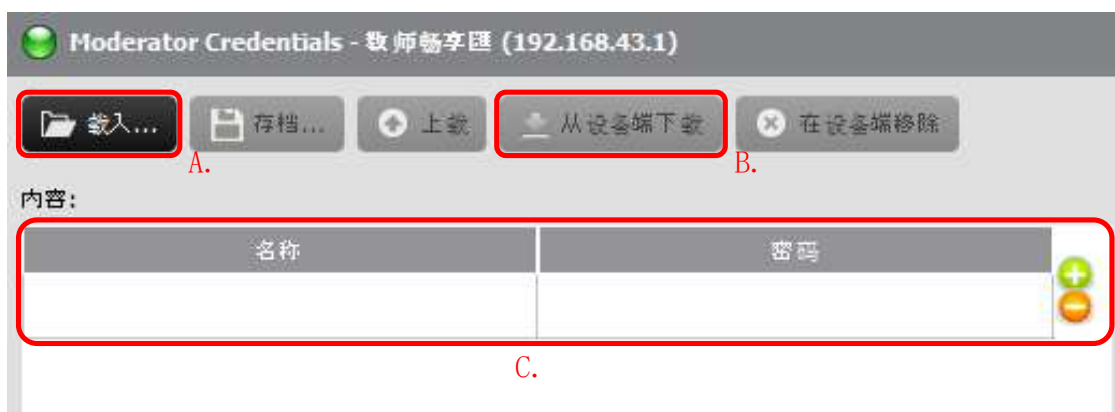 Moderator Credentials - 教师畅享匯 (192.168.43.1)
载入... 存档... 上载 从设备端下载 在设备端移除
A. B.
内容:
名称 密码
C.